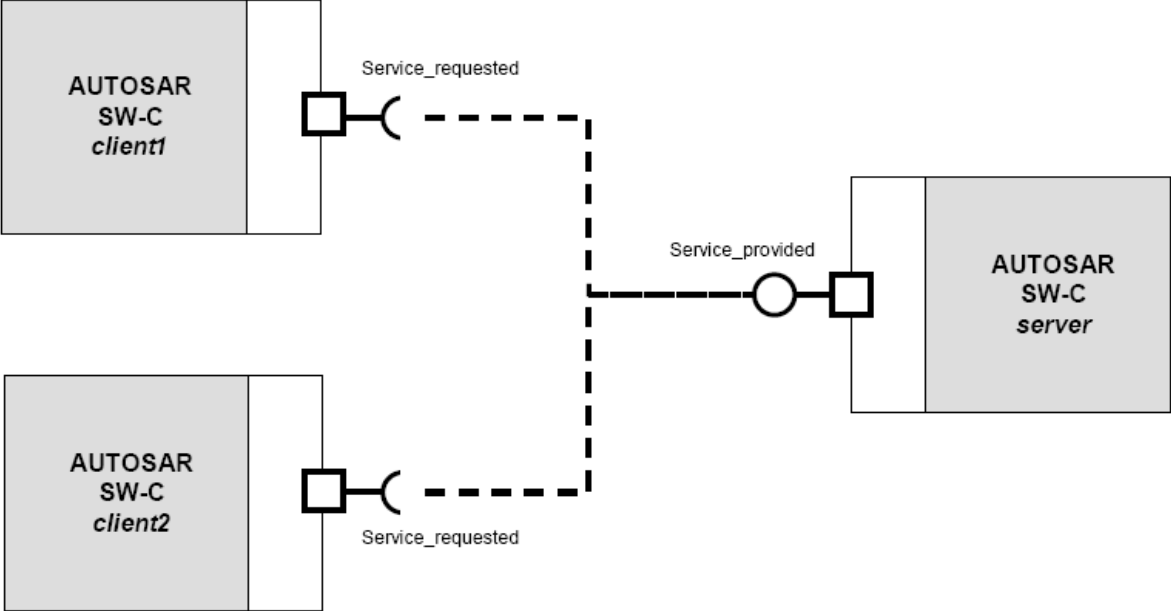 AUTOSAR
SW-C
client1
Service_requested
Service_provided
AUTOSAR
SW-C
server
AUTOSAR
SW-C
client2
Service_requested